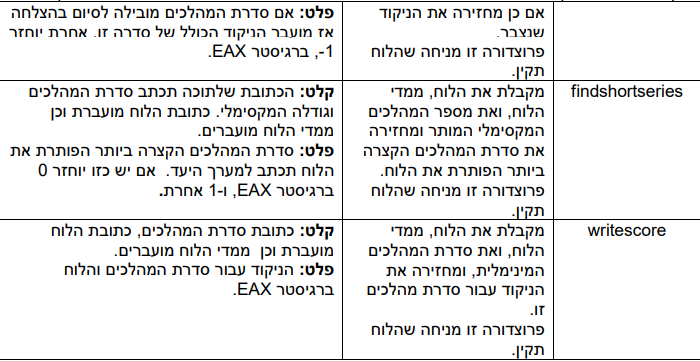 אם כן מחזירה את הניקוד
שנצבר.
פרוצדורה זו מניחה שהלוח
תקין.
פלט: אם סדרת המהלכים מובילה לסיום בהצלחה
אז מועבר הניקוד הכולל של סדרה זו. אחרת יוחזר
1-, ברגיסטר EAX.
findshortseries
מקבלת את הלוח, ממדי
הלוח, ואת מספר המהלכים
המקסימלי המותר ומחזירה
את סדרת המהלכים הקצרה
ביותר הפותרת את הלוח.
פרוצדורה זו מניחה שהלוח
תקין.
קלט: הכתובת שלתוכה תכתב סדרת המהלכים
וגודלה המקסימלי. כתובת הלוח מועברת וכן
ממדי הלוח מועברים.
פלט: סדרת המהלכים הקצרה ביותר הפותרת את
הלוח תכתב למערך היעד. אם יש כזו יוחזר 0
ברגיסטר EAX, ו-1 אחרת.
writescore
מקבלת את הלוח, ממדי
הלוח, ואת סדרת המהלכים
המינימלית, ומחזירה את
הניקוד עבור סדרת מהלכים
זו.
פרוצדורה זו מניחה שהלוח
תקין.
קלט: כתובת סדרת המהלכים, כתובת הלוח
מועברת וכן ממדי הלוח מועברים.
פלט: הניקוד עבור סדרת המהלכים והלוח
ברגיסטר EAX.